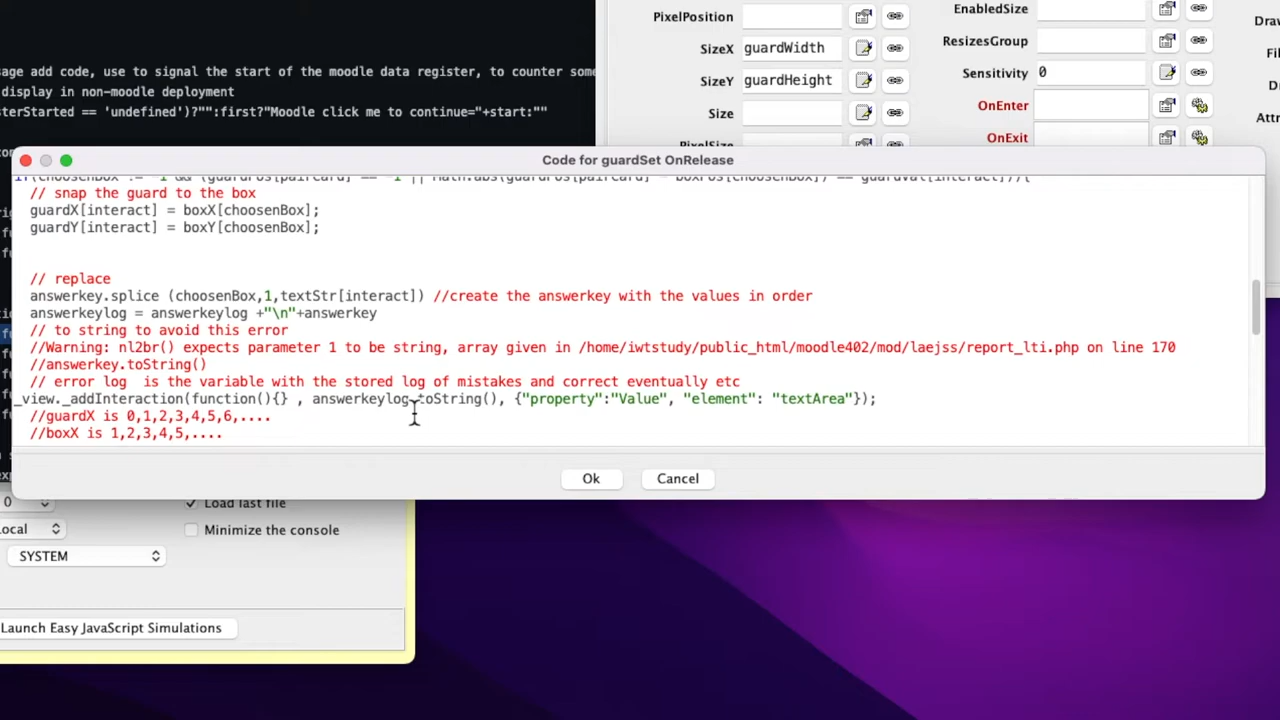 PixelPosition
EnabledSize
SizeX guardWidth
ResizesGroup
SizeY guardHeight
Sensitivity 0
Size
OnEnter
OnExit
age add code, use to signal the start of the moodle data register, to counter some
display in non-moodle deployment
sterStarted == 'undefined')?"":first?"Moodle click me to continue="+start:""
Code for guardSet OnRelease
// snap the guard to the box
guardX[interact] = boxX[choosenBox];
guardY[interact] = boxY[choosenBox];
// replace
answerkey.splice (choosenBox,1,textStr[interact]) //create the answerkey with the values in order
answerkeylog = answerkeylog +"\n"+answerkey
// to string to avoid this error
//Warning: nl2br() expects parameter 1 to be string, array given in /home/iwtstudy/public_html/moodle402/mod/laejss/report_lti.php on line 170
//answerkey.toString()
// error log  is the variable with the stored log of mistakes and correct eventually etc
_view._addInteraction(function(){} , answerkeylog.toString(), {"property":"Value", "element": "textArea"});
//guardX is 0,1,2,3,4,5,6,....
//boxX is 1,2,3,4,5,....
Ok
Cancel
0
Load last file
ocal
Minimize the console
SYSTEM
Launch Easy JavaScript Simulations